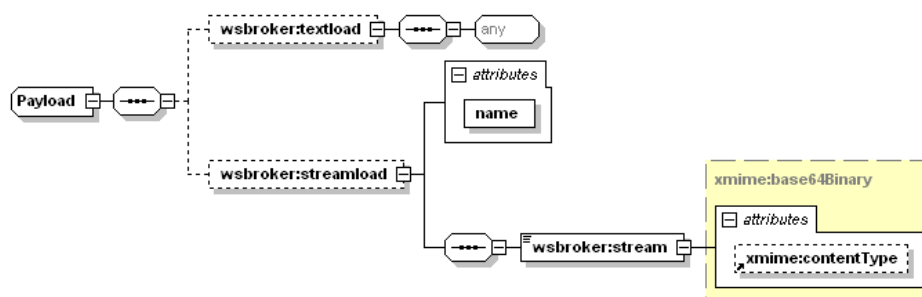 wsbroker:textload
any
attributes
Payload
name
wsbroker:streamload
xmime:base64Binary
attributes
wsbroker:stream
xmime:contentType